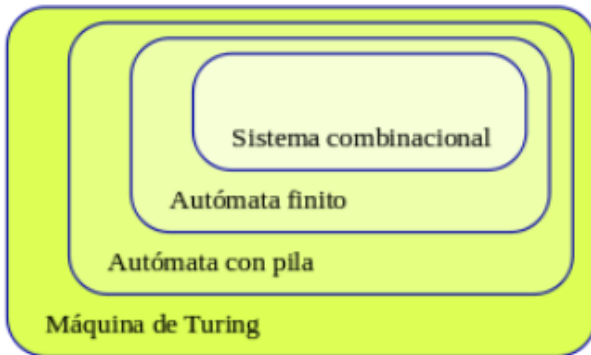 Sistema combinacional
Autómata finito
Autómata con pila
Máquina de Turing